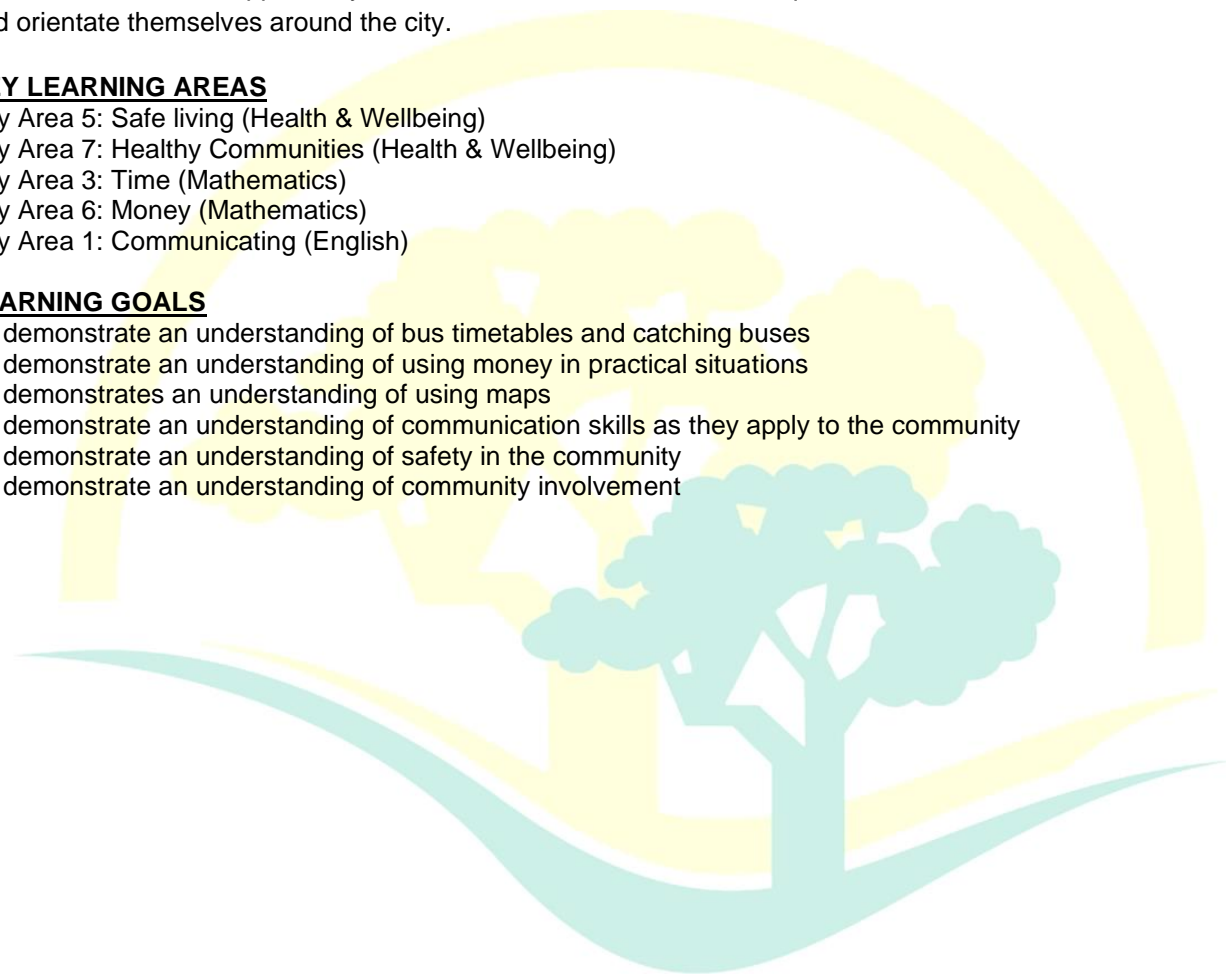 orientate themselves around the city.
LEARNING AREAS
Area 5: Safe living (Health & Wellbeing)
Area 7: Healthy Communities (Health & Wellbeing)
Area 3: Time (Mathematics)
Area 6: Money (Mathematics)
Area 1: Communicating (English)
GOALS
demonstrate an understanding of bus timetables and catching buses
demonstrate an understanding of using money in practical situations
demonstrates an understanding of using maps
demonstrate an understanding of communication skills as they apply to the community
demonstrate an understanding of safety in the community
demonstrate an understanding of community involvement